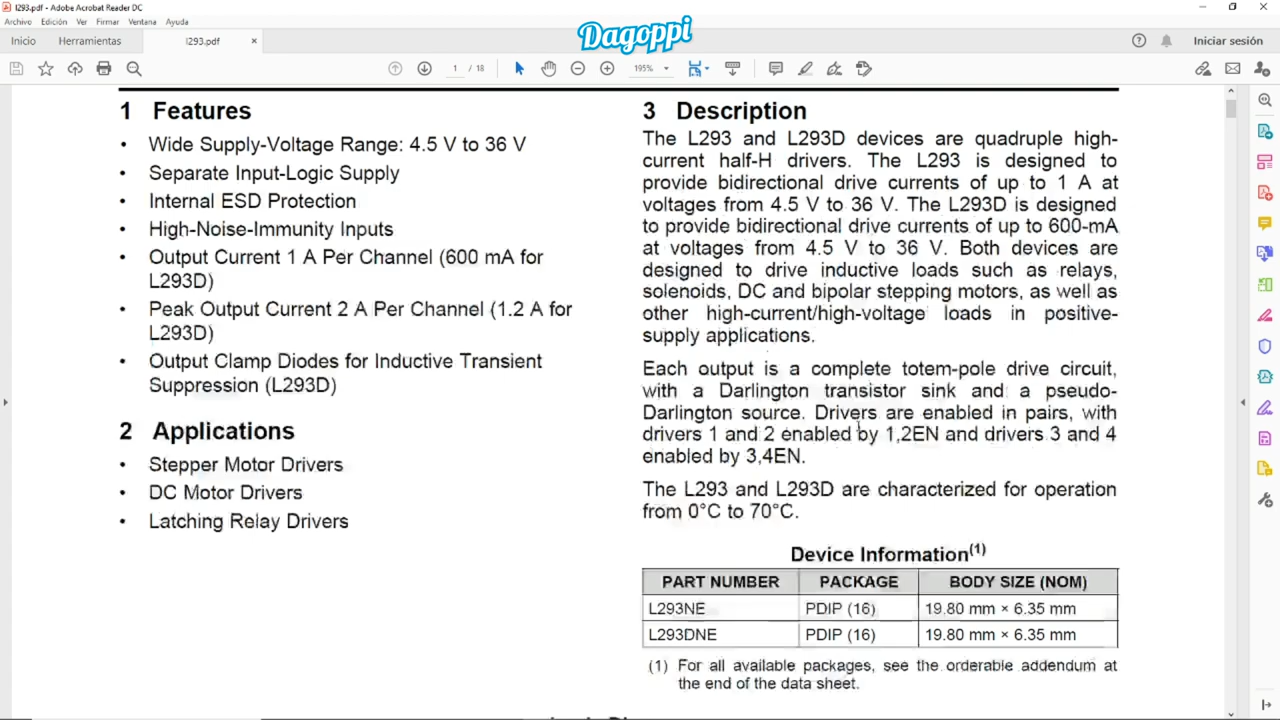 l293.pdf - Adobe Acrobat Reader DC
Archivo Edición Ver Firmar Ventana Ayuda
Dagoppi
Inicio Herramientas l293.pdf × Iniciar sesión
1 / 18 195%
1 Features
• Wide Supply-Voltage Range: 4.5 V to 36 V
• Separate Input-Logic Supply
• Internal ESD Protection
• High-Noise-Immunity Inputs
• Output Current 1 A Per Channel (600 mA for
L293D)
• Peak Output Current 2 A Per Channel (1.2 A for
L293D)
• Output Clamp Diodes for Inductive Transient
Suppression (L293D)
2 Applications
• Stepper Motor Drivers
• DC Motor Drivers
• Latching Relay Drivers
3 Description
The L293 and L293D devices are quadruple high-
current half-H drivers. The L293 is designed to
provide bidirectional drive currents of up to 1 A at
voltages from 4.5 V to 36 V. The L293D is designed
to provide bidirectional drive currents of up to 600-mA
at voltages from 4.5 V to 36 V. Both devices are
designed to drive inductive loads such as relays,
solenoids, DC and bipolar stepping motors, as well as
other high-current/high-voltage loads in positive-
supply applications.
Each output is a complete totem-pole drive circuit,
with a Darlington transistor sink and a pseudo-
Darlington source. Drivers are enabled in pairs, with
drivers 1 and 2 enabled by 1,2EN and drivers 3 and 4
enabled by 3,4EN.
The L293 and L293D are characterized for operation
from 0°C to 70°C.
Device Information(1)
PART NUMBER PACKAGE BODY SIZE (NOM)
L293NE PDIP (16) 19.80 mm × 6.35 mm
L293DNE PDIP (16) 19.80 mm × 6.35 mm
(1) For all available packages, see the orderable addendum at
the end of the data sheet.